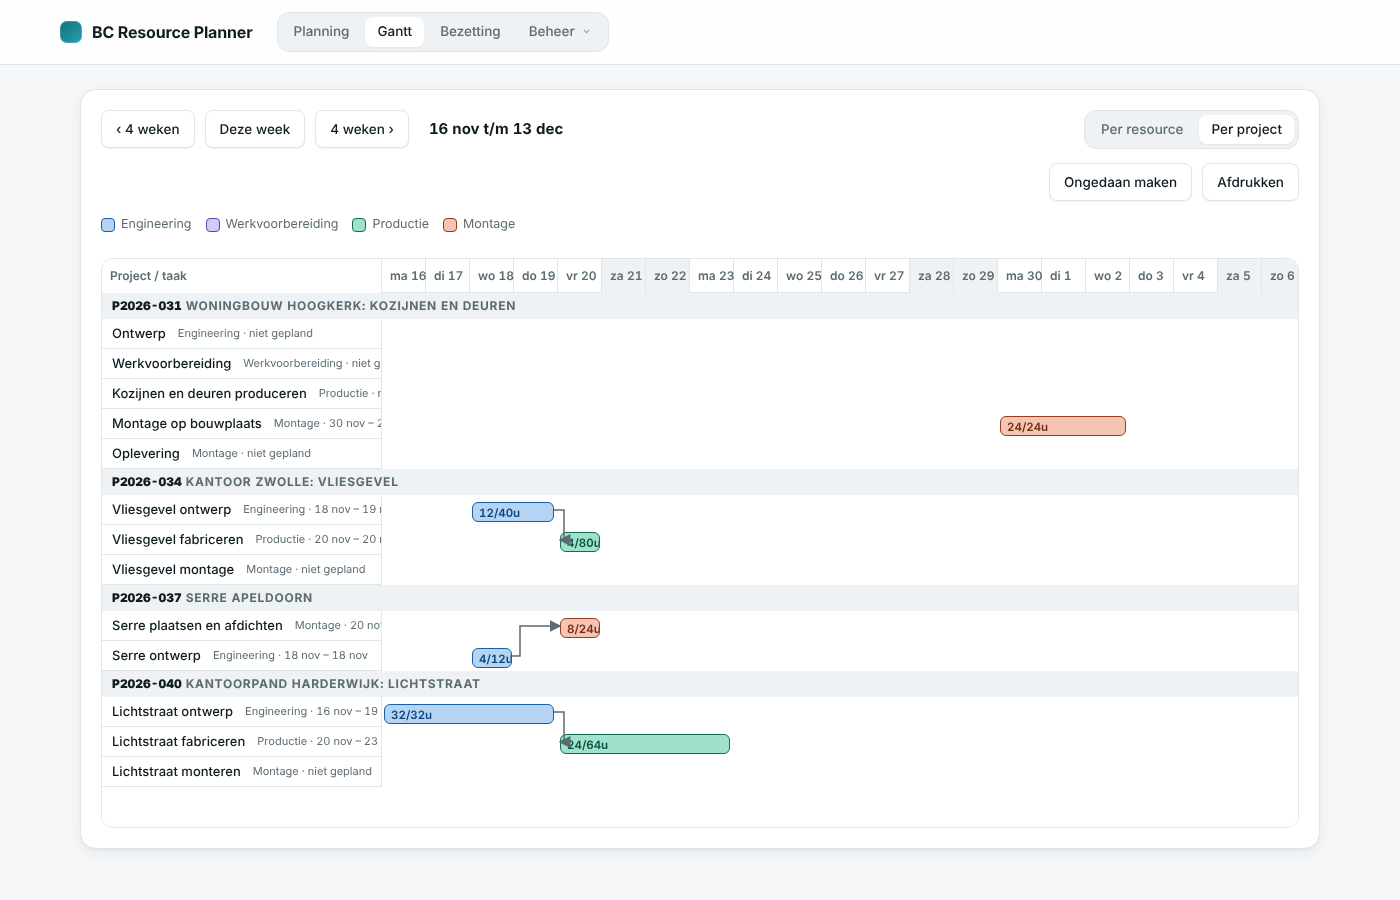 BC Resource Planner Planning Gantt Bezetting Beheer
‹ 4 weken Deze week 4 weken › 16 nov t/m 13 dec Per resource Per project
Ongedaan maken Afdrukken
Engineering Werkvoorbereiding Productie Montage
Project / taak ma 16 di 17 wo 18 do 19 vr 20 za 21 zo 22 ma 23 di 24 wo 25 do 26 vr 27 za 28 zo 29 ma 30 di 1 wo 2 do 3 vr 4 za 5 zo 6
P2026-031 WONINGBOUW HOOGKERK: KOZIJNEN EN DEUREN
Ontwerp Engineering · niet gepland
Werkvoorbereiding Werkvoorbereiding · niet g
Kozijnen en deuren produceren Productie ·
Montage op bouwplaats Montage · 30 nov – 2 24/24u
Oplevering Montage · niet gepland
P2026-034 KANTOOR ZWOLLE: VLIESGEVEL
Vliesgevel ontwerp Engineering · 18 nov – 19 12/40u
Vliesgevel fabriceren Productie · 20 nov – 20 4/80u
Vliesgevel montage Montage · niet gepland
P2026-037 SERRE APELDOORN
Serre plaatsen en afdichten Montage · 20 nov 8/24u
Serre ontwerp Engineering · 18 nov – 18 nov 4/12u
P2026-040 KANTOORPAND HARDERWIJK: LICHTSTRAAT
Lichtstraat ontwerp Engineering · 16 nov – 19 32/32u
Lichtstraat fabriceren Productie · 20 nov – 23 24/64u
Lichtstraat monteren Montage · niet gepland